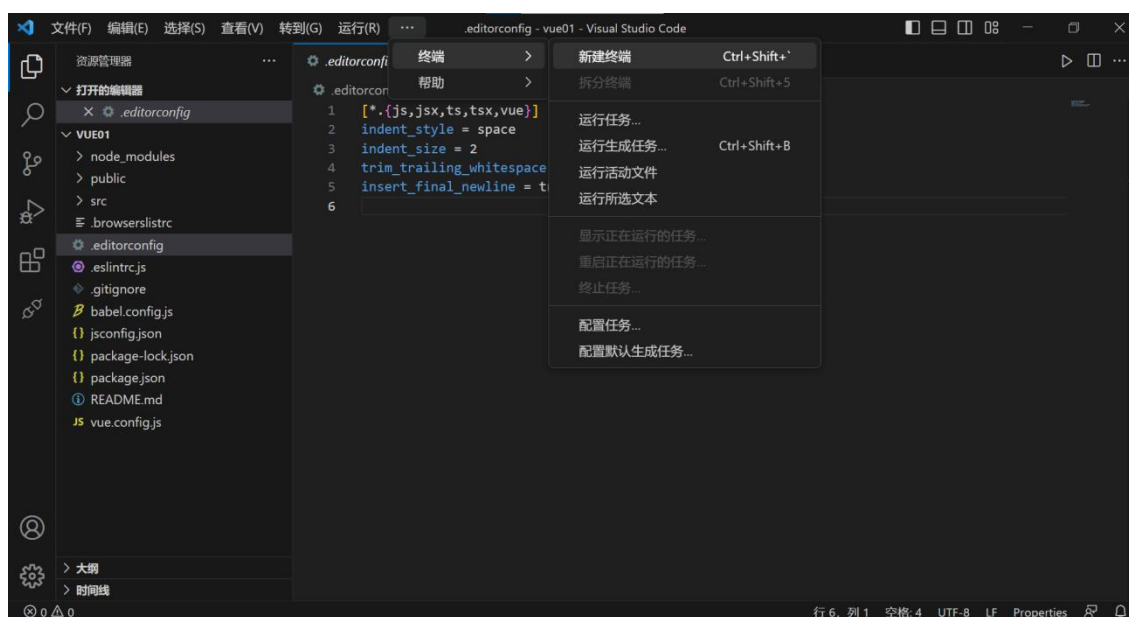 文件(F) 编辑(E) 选择(S) 查看(V) 转到(G) 运行(R) ··· .editorconfig - vue01 - Visual Studio Code
资源管理器 ···
打开的编辑器
.editorconfig
VUE01
node_modules
public
src
.browserslistrc
.editorconfig
.eslintrc.js
.gitignore
babel.config.js
jsconfig.json
package-lock.json
package.json
README.md
JS vue.config.js
大纲
时间线
.editorconfi
.editorcon
1 [*.{js,jsx,ts,tsx,vue}]
2 indent_style = space
3 indent_size = 2
4 trim_trailing_whitespace
5 insert_final_newline = t
6
终端
帮助
新建终端 Ctrl+Shift+`
拆分终端 Ctrl+Shift+5
运行任务...
运行生成任务... Ctrl+Shift+B
运行活动文件
运行所选文本
显示正在运行的任务...
重启正在运行的任务...
终止任务...
配置任务...
配置默认生成任务...
0 0 行 6，列 1 空格: 4 UTF-8 LF Properties